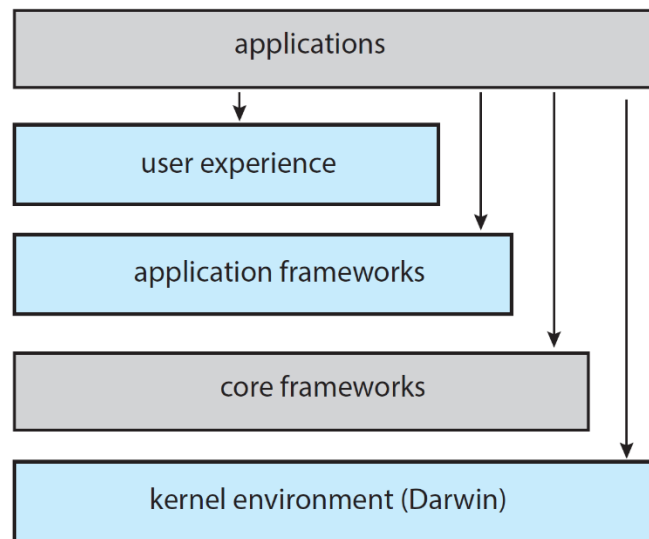 applications
user experience
application frameworks
core frameworks
kernel environment (Darwin)